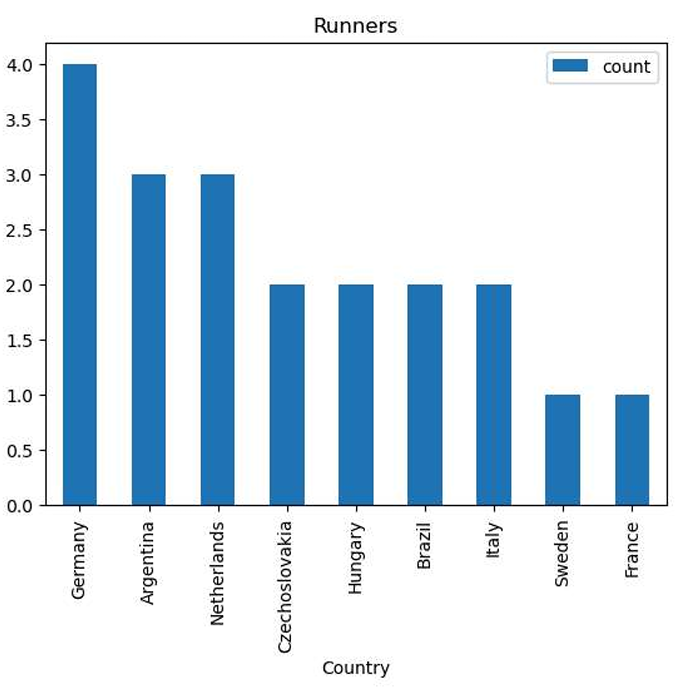 Runners
count
4.0
3.5
3.0
2.5
2.0
1.5
1.0
0.5
0.0
Germany
Argentina
Netherlands
Czechoslovakia
Hungary
Brazil
Italy
Sweden
France
Country